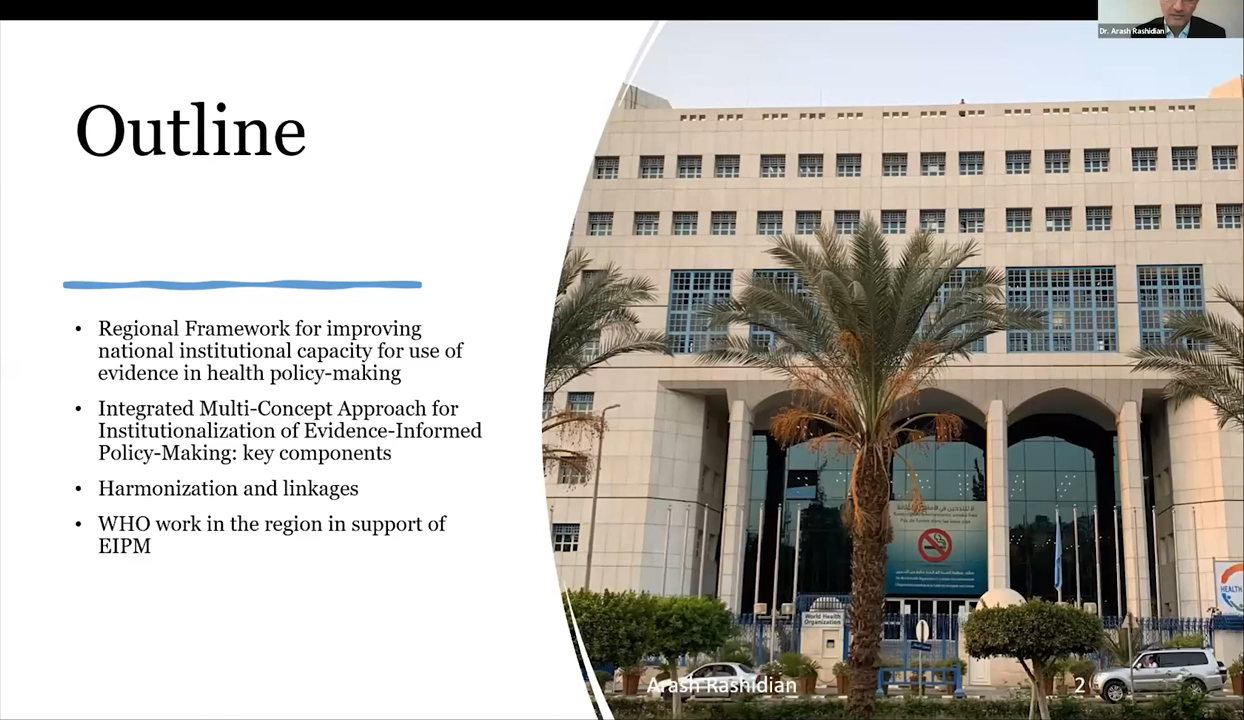 Dr. Arash Rashidian
Outline
• Regional Framework for improving
national institutional capacity for use of
evidence in health policy-making
• Integrated Multi-Concept Approach for
Institutionalization of Evidence-Informed
Policy-Making: key components
• Harmonization and linkages
• WHO work in the region in support of
EIPM
World Health
Organization
HEALTH
Arash Rashidian
2